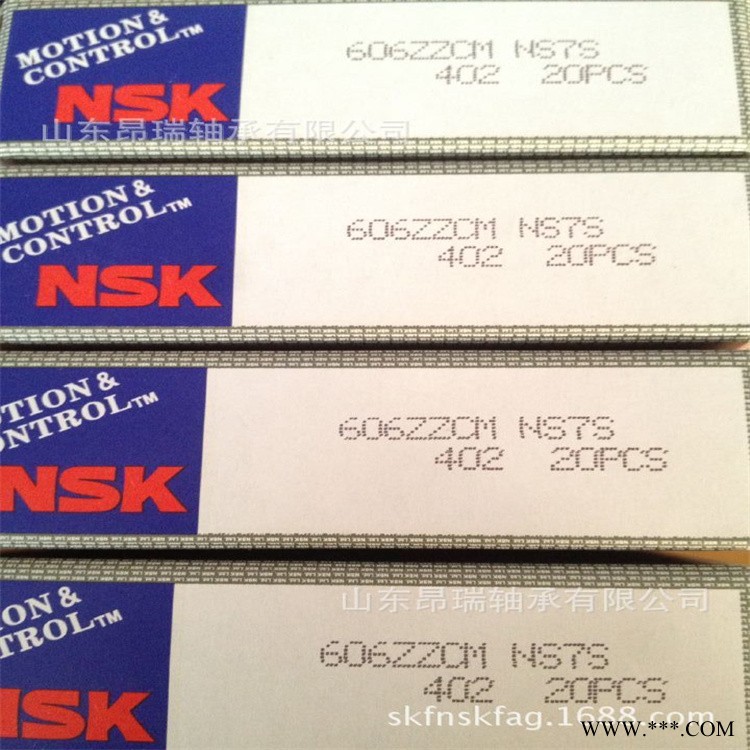 MOTION &
CONTROL™
NSK
606ZZCM NS7S
402 20PCS
山东昂瑞轴承有限公司
MOTION &
CONTROL™
NSK
606ZZCM NS7S
402 20PCS
OTION &
ONTROL™
NSK
606ZZCM NS7S
402 20PCS
ION &
TROL™
NSK
山东昂瑞轴承有限公司
606ZZCM NS7S
402 20PCS
skfnskfag.1688.com
www.***.COM